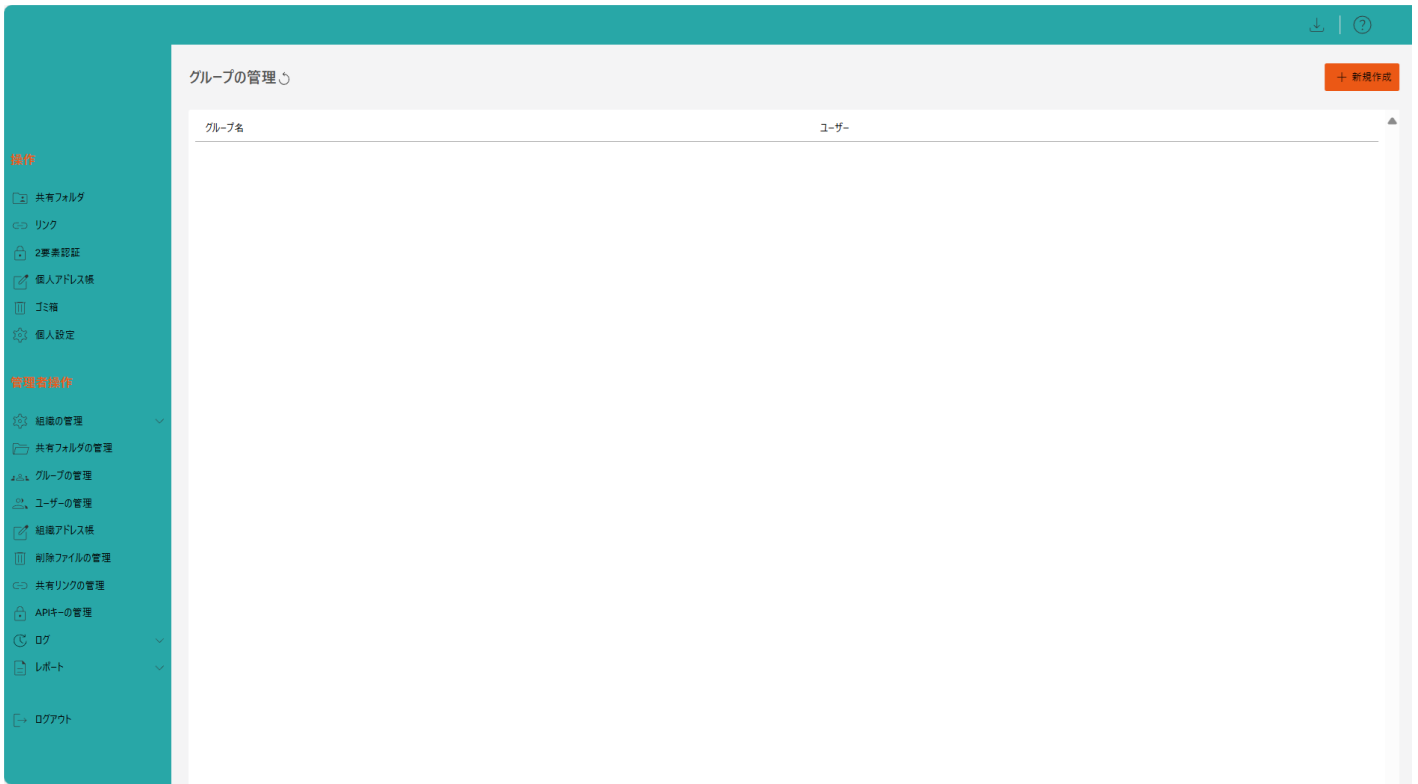 グループの管理
新規作成
グループ名 ユーザー
操作
共有フォルダ
リンク
2要素認証
個人アドレス帳
ゴミ箱
個人設定
管理者操作
組織の管理
共有フォルダの管理
グループの管理
ユーザーの管理
組織アドレス帳
削除ファイルの管理
共有リンクの管理
APIキーの管理
ログ
レポート
ログアウト